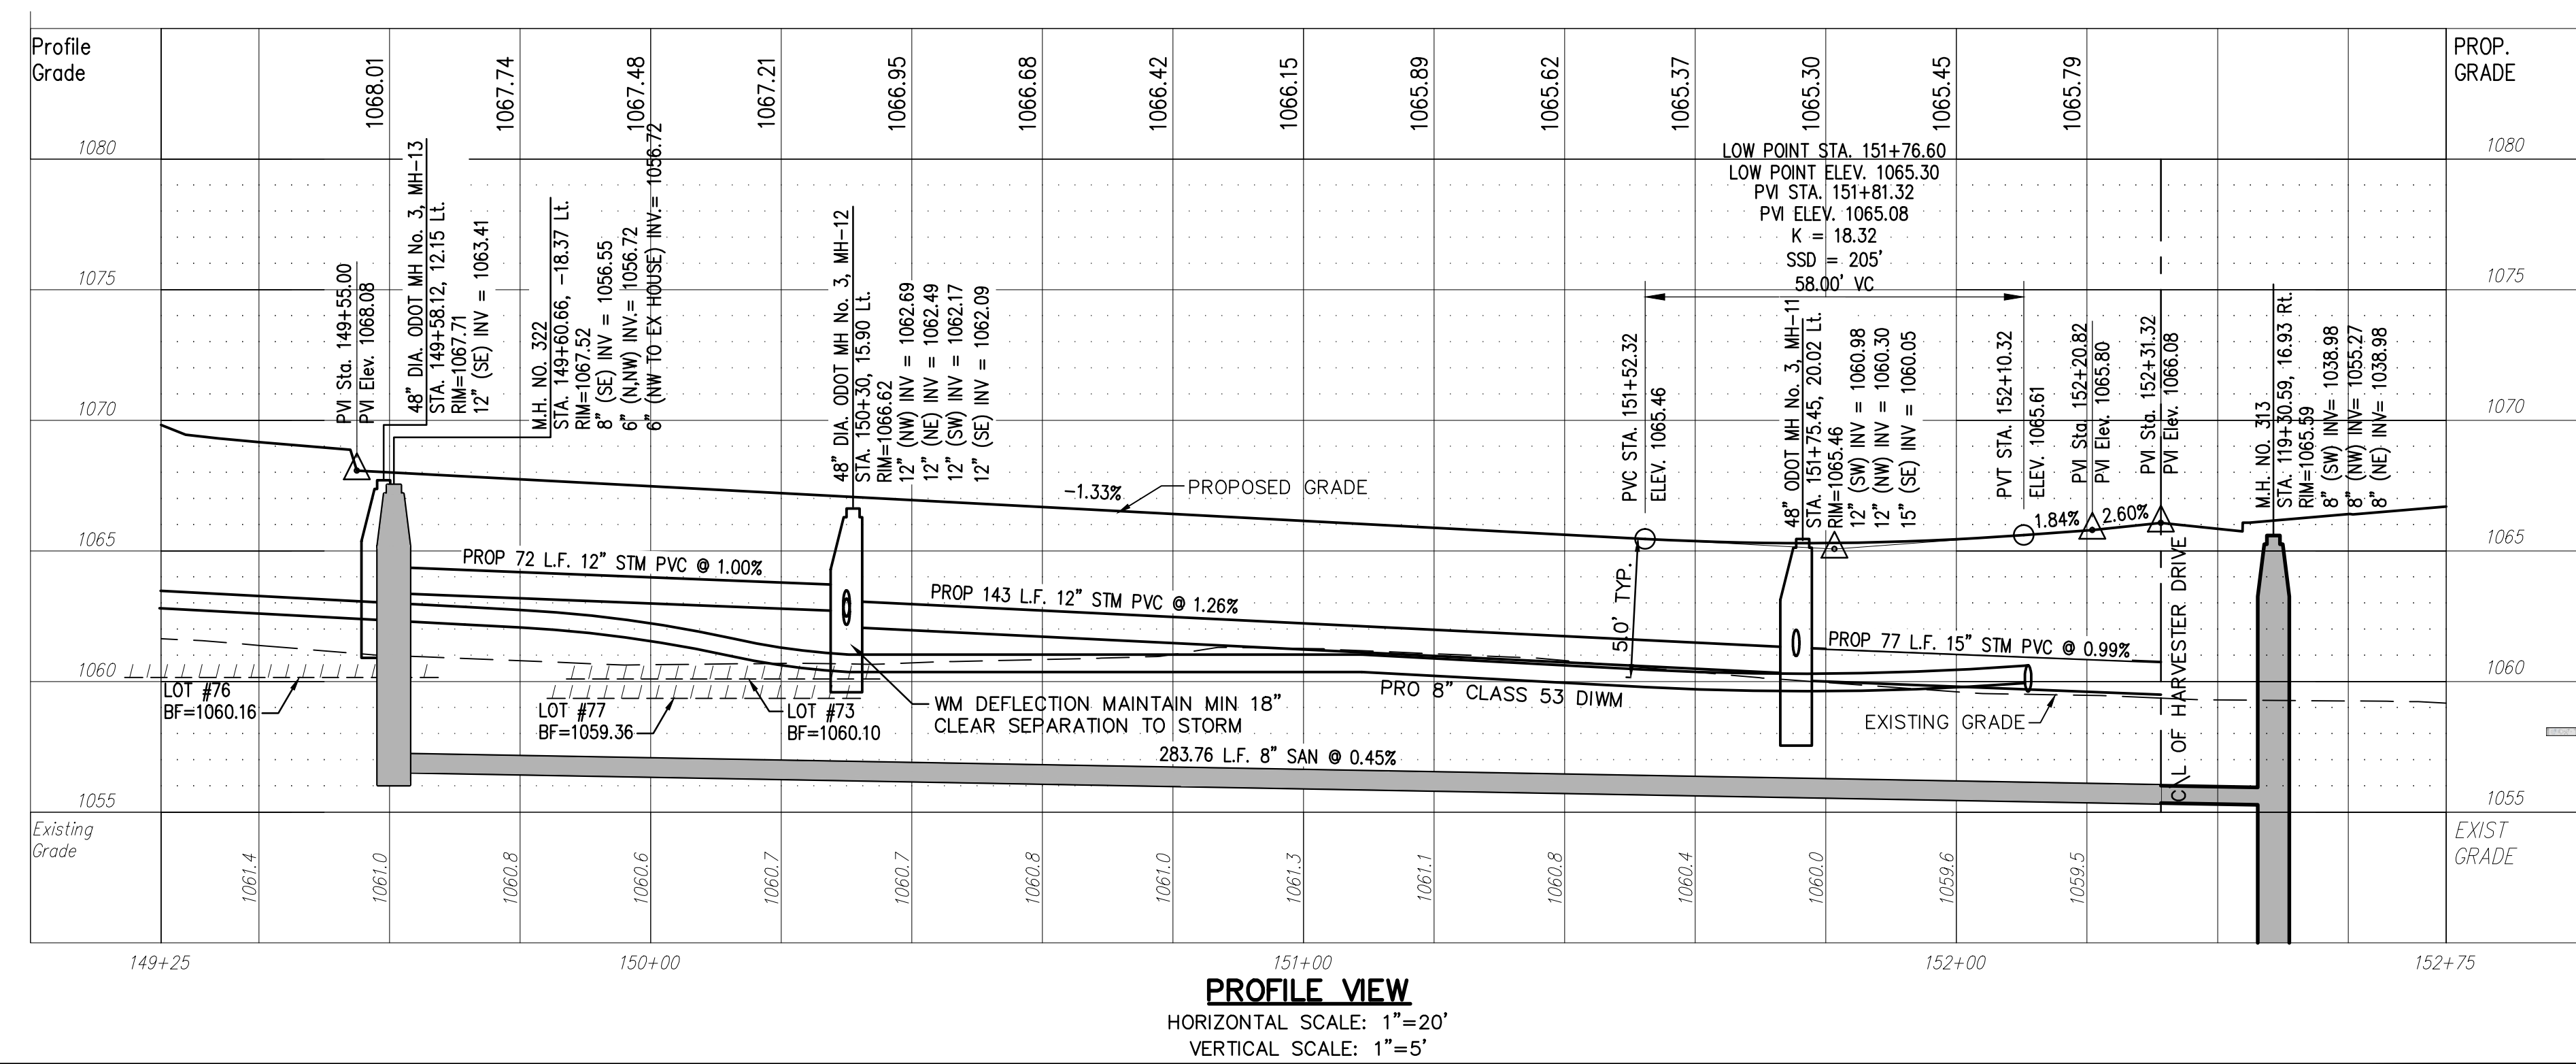 Profile
Grade
1068.01
1067.74
1067.48
1067.21
1066.95
1066.68
1066.42
1066.15
1065.89
1065.62
1065.37
1065.30
1065.45
1065.79
PROP.
GRADE
1080
1075
1070
1065
1060
1055
1080
1075
1070
1065
1060
1055
PVI Sta. 149+55.00
PVI Elev. 1068.08
48" DIA. ODOT MH No. 3, MH-13
STA. 149+58.12, 12.15 Lt.
RIM=1067.71
12" (SE) INV = 1063.41
M.H. NO. 322
STA. 149+60.66, -18.37 Lt.
RIM=1067.52
8" (SE) INV = 1056.55
6" (N,NW) INV.= 1056.72
6" (NW TO EX HOUSE) INV.= 1056.72
48" DIA. ODOT MH No. 3, MH-12
STA. 150+30, 15.90 Lt.
RIM=1066.62
12" (NW) INV = 1062.69
12" (NE) INV = 1062.49
12" (SW) INV = 1062.17
12" (SE) INV = 1062.09
LOW POINT STA. 151+76.60
LOW POINT ELEV. 1065.30
PVI STA. 151+81.32
PVI ELEV. 1065.08
K = 18.32
SSD = 205'
58.00' VC
PVC STA. 151+52.32
ELEV. 1065.46
48" ODOT MH No. 3, MH-11
STA. 151+75.45, 20.02 Lt.
RIM=1065.46
12" (SW) INV = 1060.98
12" (NW) INV = 1060.30
15" (SE) INV = 1060.05
PVT STA. 152+10.32
ELEV. 1065.61
PVI Sta. 152+20.82
PVI Elev. 1065.80
PVI Sta. 152+31.32
PVI Elev. 1066.08
M.H. NO. 313
STA. 119+30.59, 16.93 Rt.
RIM=1065.59
8" (SW) INV= 1038.98
8" (NW) INV= 1055.27
8" (NE) INV= 1038.98
-1.33%
PROPOSED GRADE
1.84%
2.60%
PROP 72 L.F. 12" STM PVC @ 1.00%
PROP 143 L.F. 12" STM PVC @ 1.26%
5.0' TYP.
PROP 77 L.F. 15" STM PVC @ 0.99%
C/L OF HARVESTER DRIVE
LOT #76
BF=1060.16
LOT #77
BF=1059.36
LOT #73
BF=1060.10
WM DEFLECTION MAINTAIN MIN 18"
CLEAR SEPARATION TO STORM
PRO 8" CLASS 53 DIWM
EXISTING GRADE
283.76 L.F. 8" SAN @ 0.45%
Existing
Grade
1061.4
1061.0
1060.8
1060.6
1060.7
1060.7
1060.8
1061.0
1061.3
1061.1
1060.8
1060.4
1060.0
1059.6
1059.5
EXIST
GRADE
149+25
150+00
151+00
152+00
152+75
PROFILE VIEW
HORIZONTAL SCALE: 1"=20'
VERTICAL SCALE: 1"=5'